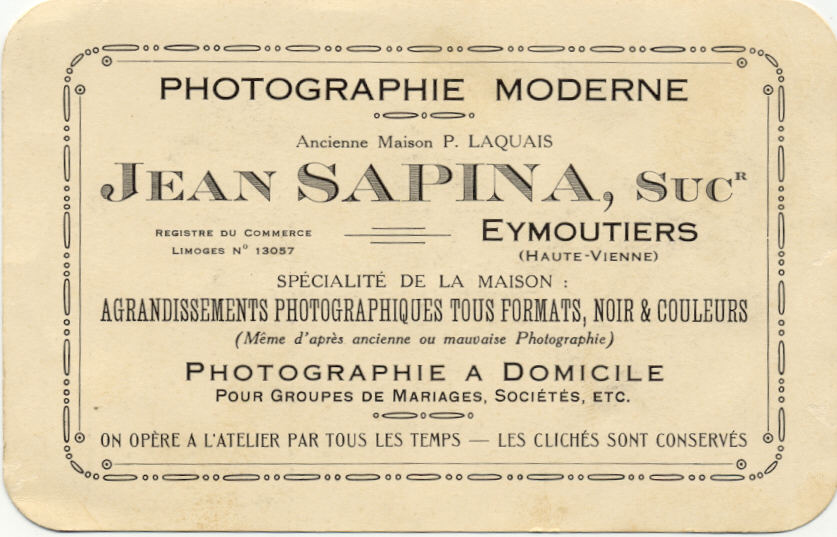 PHOTOGRAPHIE MODERNE
Ancienne Maison P. LAQUAIS
JEAN SAPINA, SUCR
REGISTRE DU COMMERCE
LIMOGES No 13057
EYMOUTIERS
(HAUTE-VIENNE)
SPÉCIALITÉ DE LA MAISON :
AGRANDISSEMENTS PHOTOGRAPHIQUES TOUS FORMATS, NOIR & COULEURS
(Même d'après ancienne ou mauvaise Photographie)
PHOTOGRAPHIE A DOMICILE
POUR GROUPES DE MARIAGES, SOCIÉTÉS, ETC.
ON OPÈRE A L'ATELIER PAR TOUS LES TEMPS — LES CLICHÉS SONT CONSERVÉS